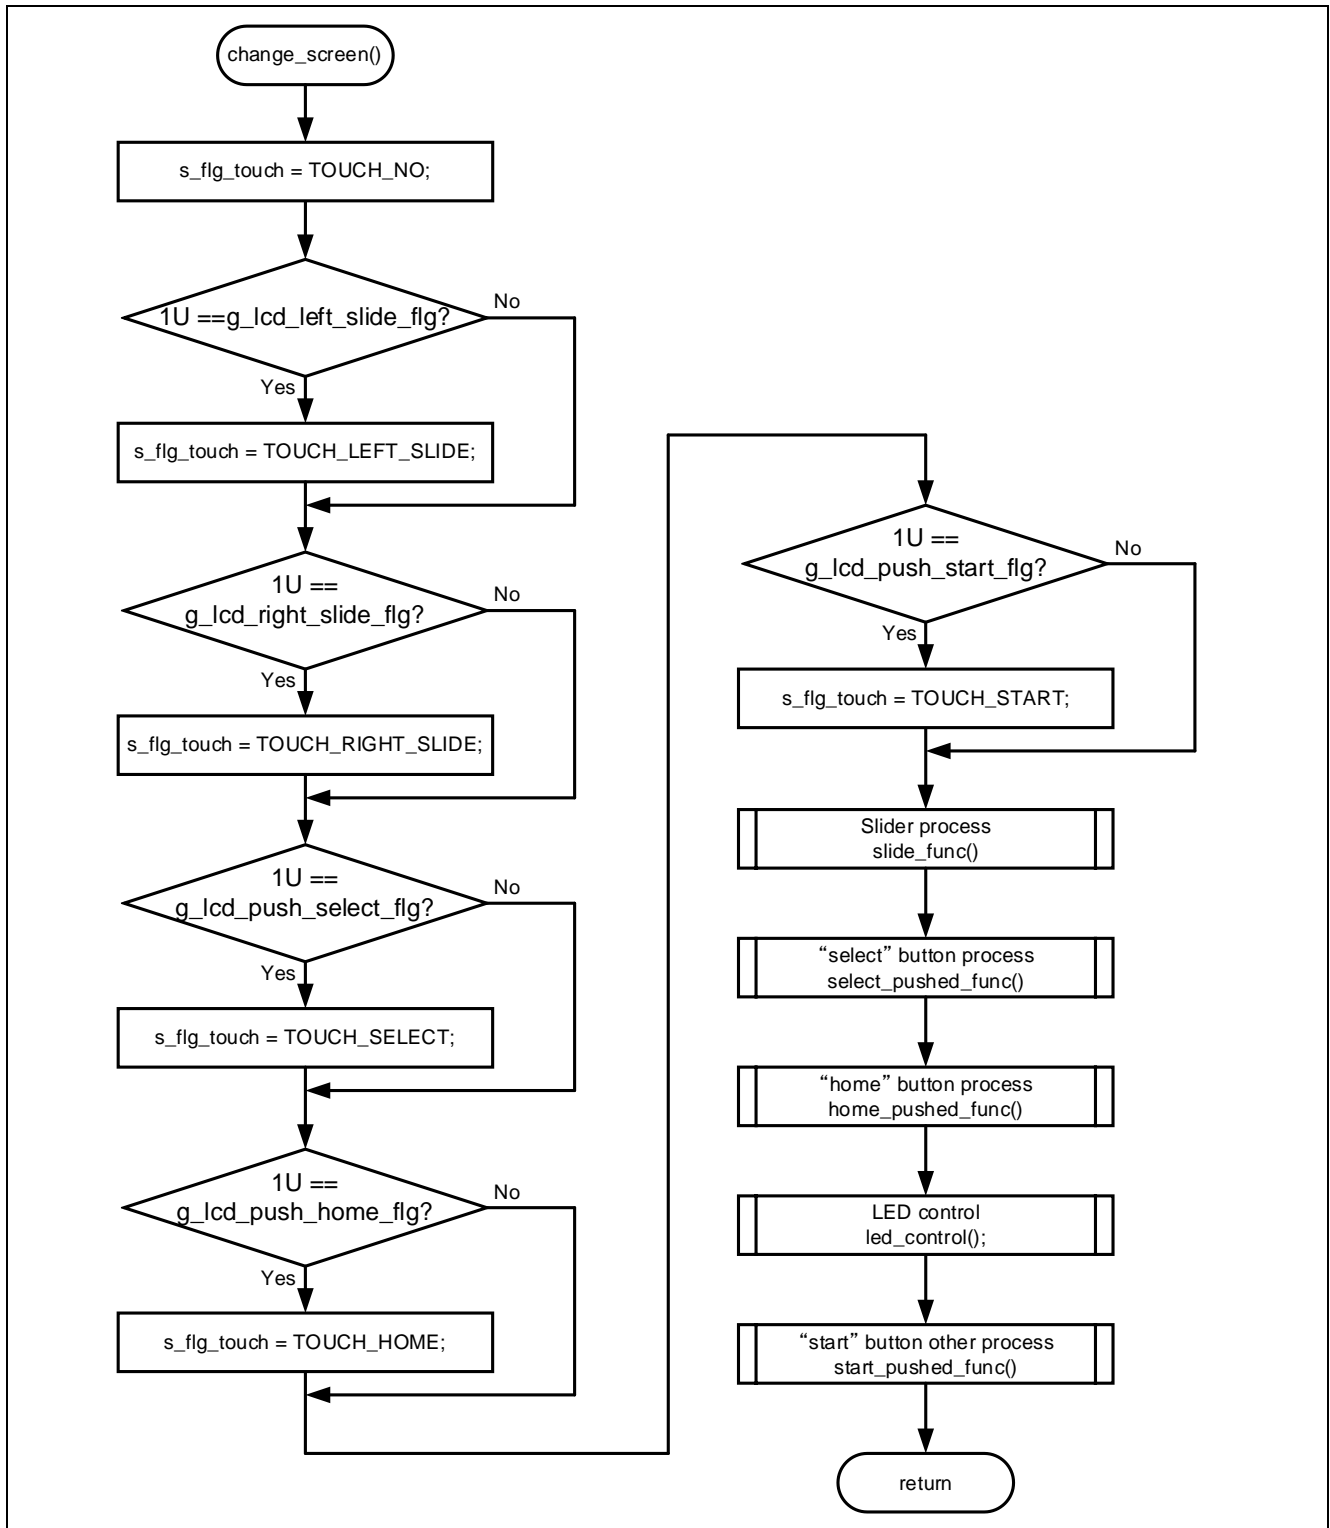 change_screen()
s_flg_touch = TOUCH_NO;
1U ==g_lcd_left_slide_flg?
No
Yes
s_flg_touch = TOUCH_LEFT_SLIDE;
1U ==
g_lcd_right_slide_flg?
No
Yes
s_flg_touch = TOUCH_RIGHT_SLIDE;
1U ==
g_lcd_push_select_flg?
No
Yes
s_flg_touch = TOUCH_SELECT;
1U ==
g_lcd_push_home_flg?
No
Yes
s_flg_touch = TOUCH_HOME;
1U ==
g_lcd_push_start_flg?
No
Yes
s_flg_touch = TOUCH_START;
Slider process
slide_func()
“select” button process
select_pushed_func()
“home” button process
home_pushed_func()
LED control
led_control();
“start” button other process
start_pushed_func()
return